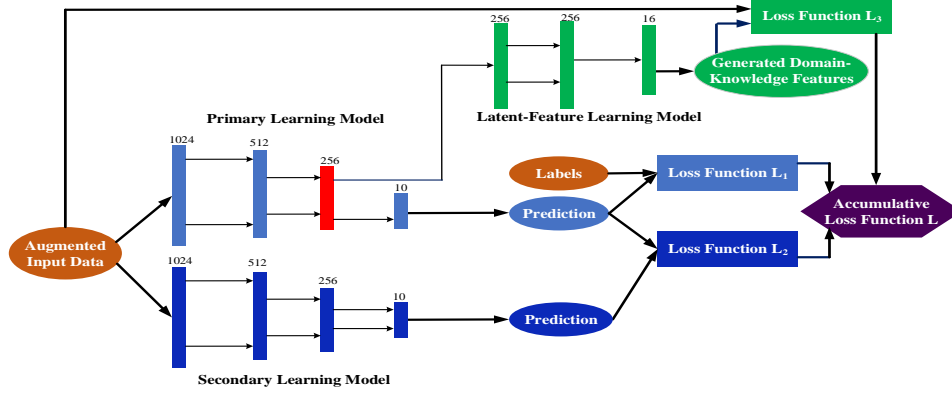 256
256
16
Loss Function L₃
Generated Domain-
Knowledge Features
Primary Learning Model
Latent-Feature Learning Model
1024
512
256
10
Labels
Prediction
Loss Function L₁
Accumulative
Loss Function L
Augmented
Input Data
Loss Function L₂
1024
512
256
10
Prediction
Secondary Learning Model